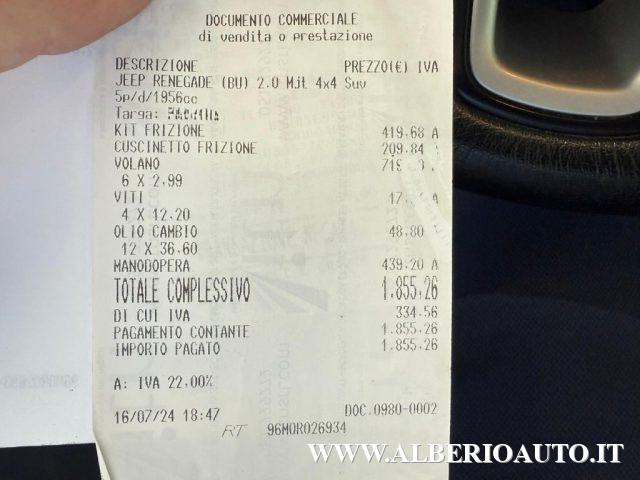 DOCUMENTO COMMERCIALE
di vendita o prestazione
DESCRIZIONE PREZZO(€) IVA
JEEP RENEGADE (BU) 2.0 Mjt 4x4 Suv
5p/d/1956cc
Targa:
KIT FRIZIONE 419,68 A
CUSCINETTO FRIZIONE 209,84
VOLANO
6 X 2,99
VITI A
4 X 12,20
OLIO CAMBIO 48,80
12 X 36,60
MANODOPERA 439,20 A
TOTALE COMPLESSIVO 1.855,26
DI CUI IVA 334,56
PAGAMENTO CONTANTE 1.855,26
IMPORTO PAGATO 1.855,26
A: IVA 22,00%
16/07/24 18:47 DOC.0980-0002
RT 96MOR026934
WWW.ALBERIOAUTO.IT